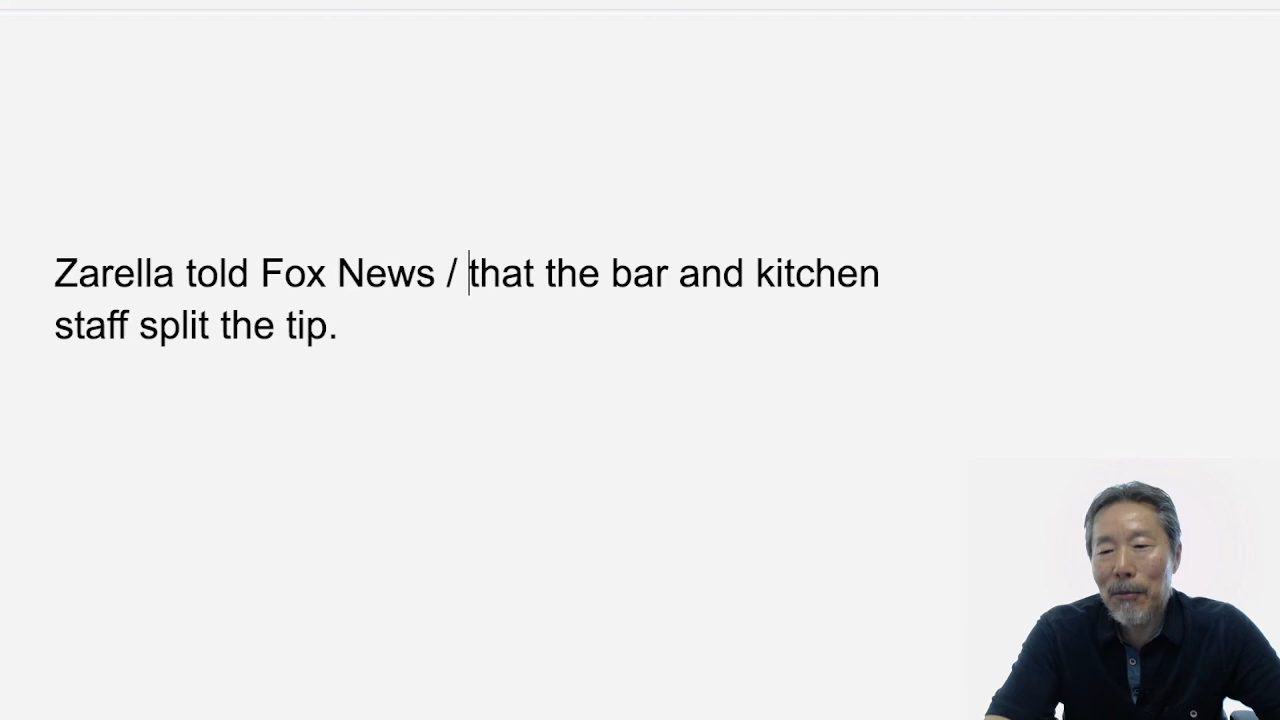 Zarella told Fox News / that the bar and kitchen
staff split the tip.